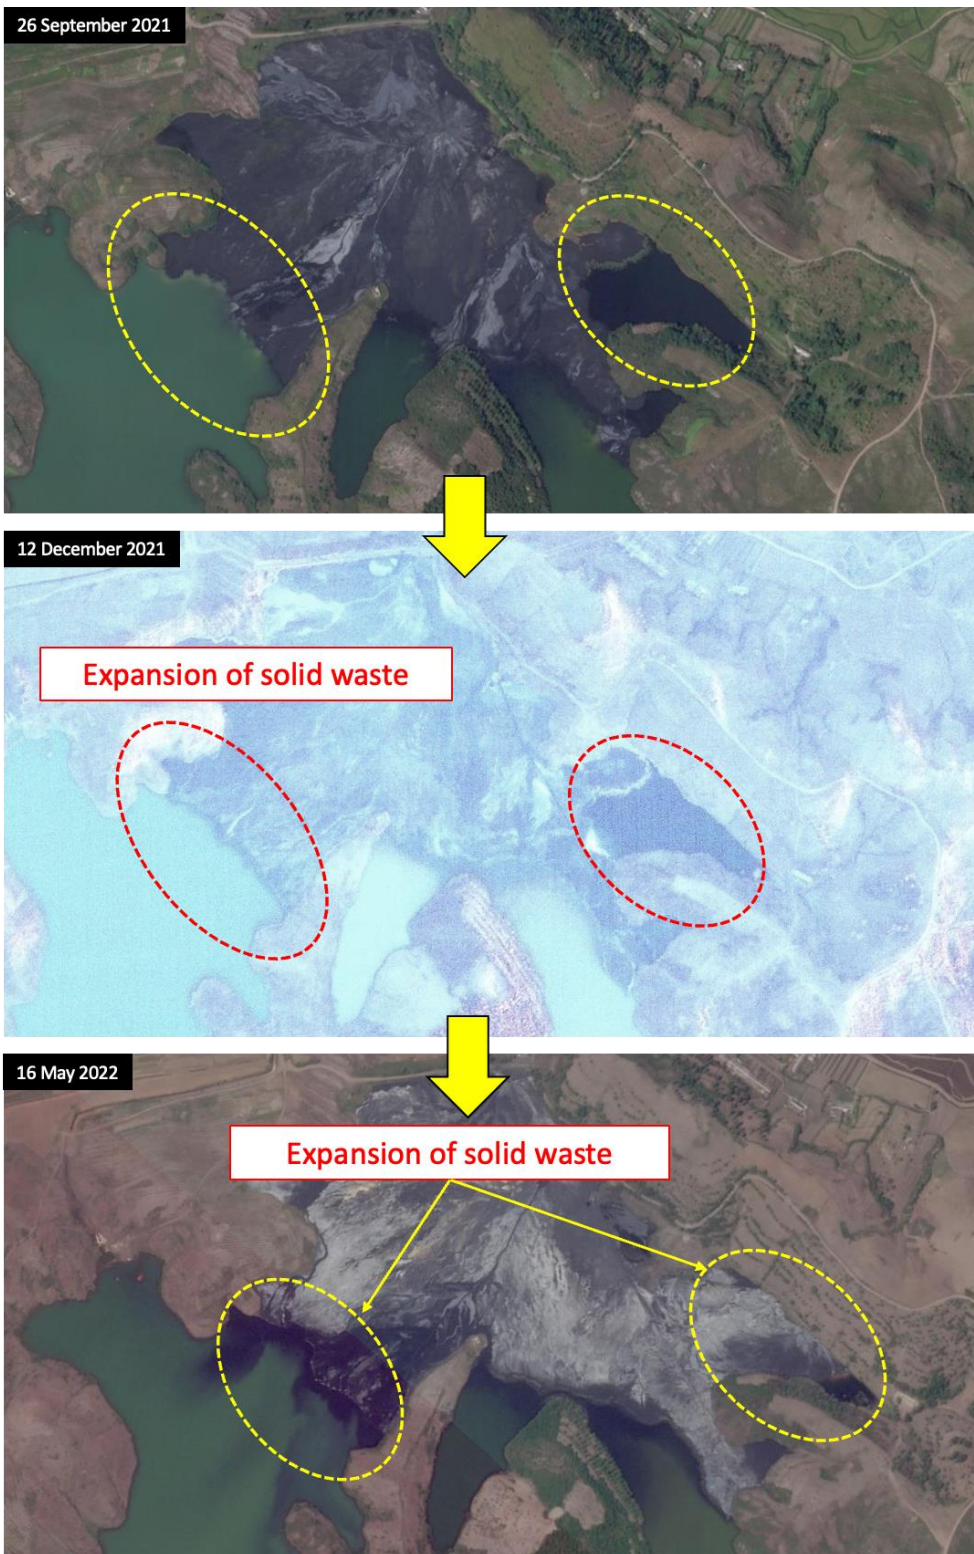 26 September 2021
12 December 2021
Expansion of solid waste
16 May 2022
Expansion of solid waste